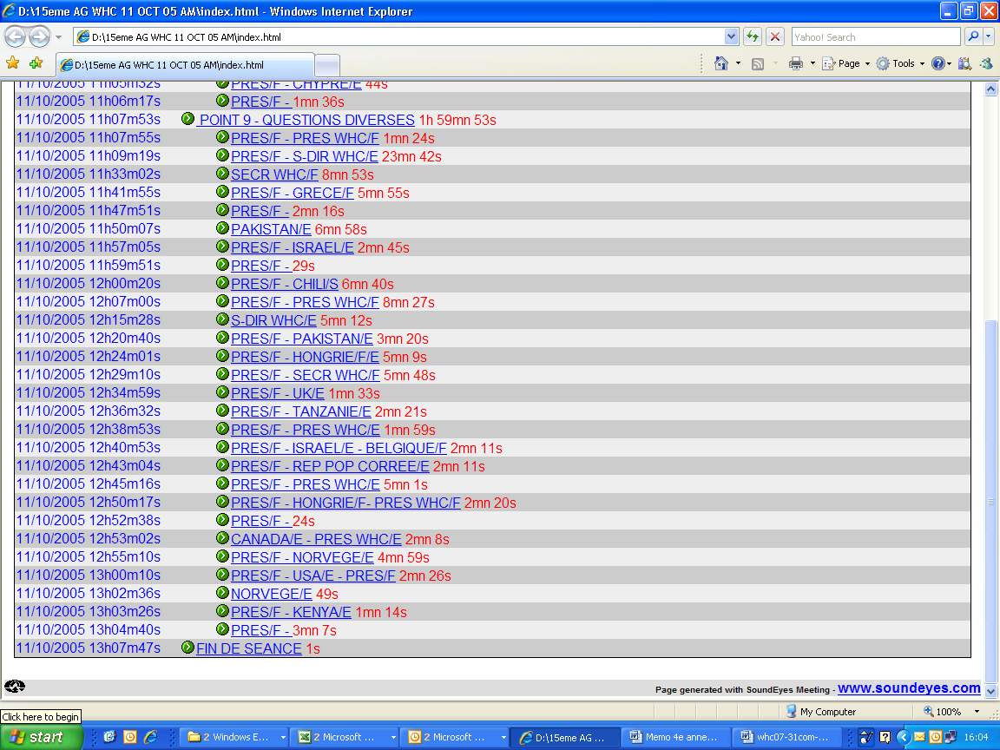 D:\15eme AG WHC 11 OCT 05 AM\index.html - Windows Internet Explorer
D:\15eme AG WHC 11 OCT 05 AM\index.html
Yahoo! Search
D:\15eme AG WHC 11 OCT 05 AM\index.html
Page Tools
11/10/2005 11h05m32s PRES/F - CHYPRE/E 44s
11/10/2005 11h06m17s PRES/F - 1mn 36s
11/10/2005 11h07m53s POINT 9 - QUESTIONS DIVERSES 1h 59mn 53s
11/10/2005 11h07m55s PRES/F - PRES WHC/F 1mn 24s
11/10/2005 11h09m19s PRES/F - S-DIR WHC/E 23mn 42s
11/10/2005 11h33m02s SECR WHC/F 8mn 53s
11/10/2005 11h41m55s PRES/F - GRECE/F 5mn 55s
11/10/2005 11h47m51s PRES/F - 2mn 16s
11/10/2005 11h50m07s PAKISTAN/E 6mn 58s
11/10/2005 11h57m05s PRES/F - ISRAEL/E 2mn 45s
11/10/2005 11h59m51s PRES/F - 29s
11/10/2005 12h00m20s PRES/F - CHILI/S 6mn 40s
11/10/2005 12h07m00s PRES/F - PRES WHC/F 8mn 27s
11/10/2005 12h15m28s S-DIR WHC/E 5mn 12s
11/10/2005 12h20m40s PRES/F - PAKISTAN/E 3mn 20s
11/10/2005 12h24m01s PRES/F - HONGRIE/F/E 5mn 9s
11/10/2005 12h29m10s PRES/F - SECR WHC/F 5mn 48s
11/10/2005 12h34m59s PRES/F - UK/E 1mn 33s
11/10/2005 12h36m32s PRES/F - TANZANIE/E 2mn 21s
11/10/2005 12h38m53s PRES/F - PRES WHC/E 1mn 59s
11/10/2005 12h40m53s PRES/F - ISRAEL/E - BELGIQUE/F 2mn 11s
11/10/2005 12h43m04s PRES/F - REP POP CORREE/E 2mn 11s
11/10/2005 12h45m16s PRES/F - PRES WHC/E 5mn 1s
11/10/2005 12h50m17s PRES/F - HONGRIE/F- PRES WHC/F 2mn 20s
11/10/2005 12h52m38s PRES/F - 24s
11/10/2005 12h53m02s CANADA/E - PRES WHC/E 2mn 8s
11/10/2005 12h55m10s PRES/F - NORVEGE/E 4mn 59s
11/10/2005 13h00m10s PRES/F - USA/E - PRES/F 2mn 26s
11/10/2005 13h02m36s NORVEGE/E 49s
11/10/2005 13h03m26s PRES/F - KENYA/E 1mn 14s
11/10/2005 13h04m40s PRES/F - 3mn 7s
11/10/2005 13h07m47s FIN DE SEANCE 1s
Page generated with SoundEyes Meeting - www.soundeyes.com
My Computer 100%
Click here to begin
start 2 Windows E... 2 Microsoft ... 2 Microsoft ... D:\15eme AG ... Memo 4e anne... whc07-31com-... 16:04